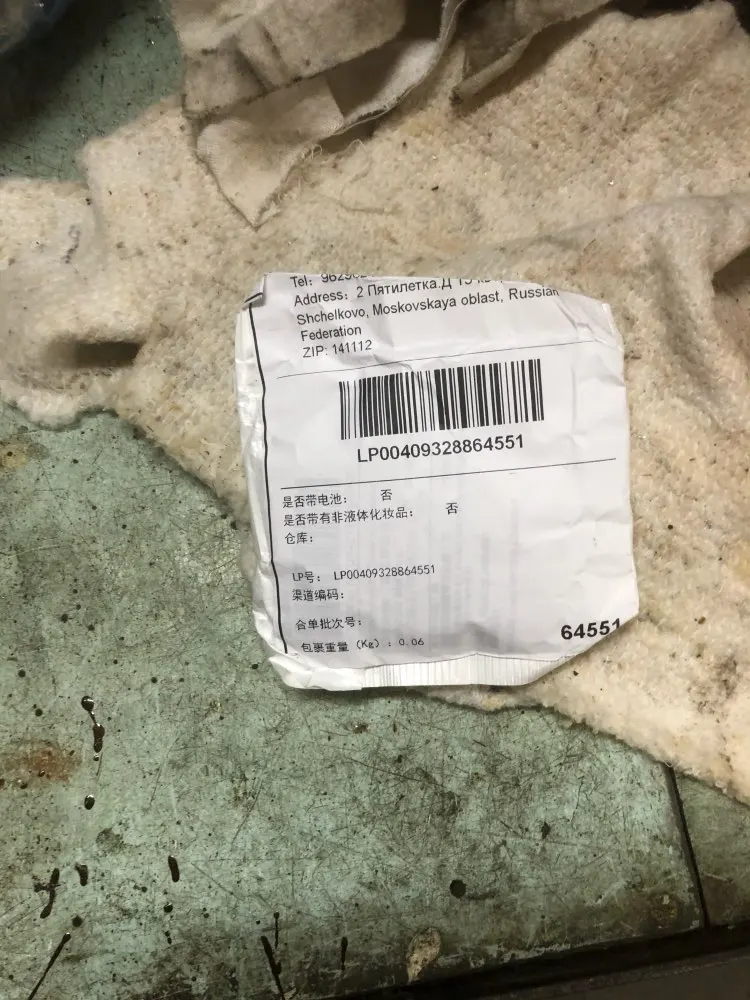 Tel:
Address: 2 Пятилетка.Д
Shchelkovo, Moskovskaya oblast, Russian
Federation
ZIP: 141112
LP00409328864551
是否带电池: 否
是否带有非液体化妆品: 否
仓库:
LP号: LP00409328864551
渠道编码:
合单批次号:
64551
包裹重量 (Kg) : 0.06